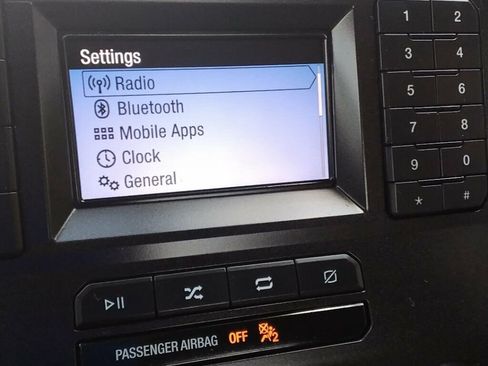 Settings
Radio
Bluetooth
Mobile Apps
Clock
General
1 2
3 4
5 6
7 8
9 0
* #
PASSENGER AIRBAG OFF 2